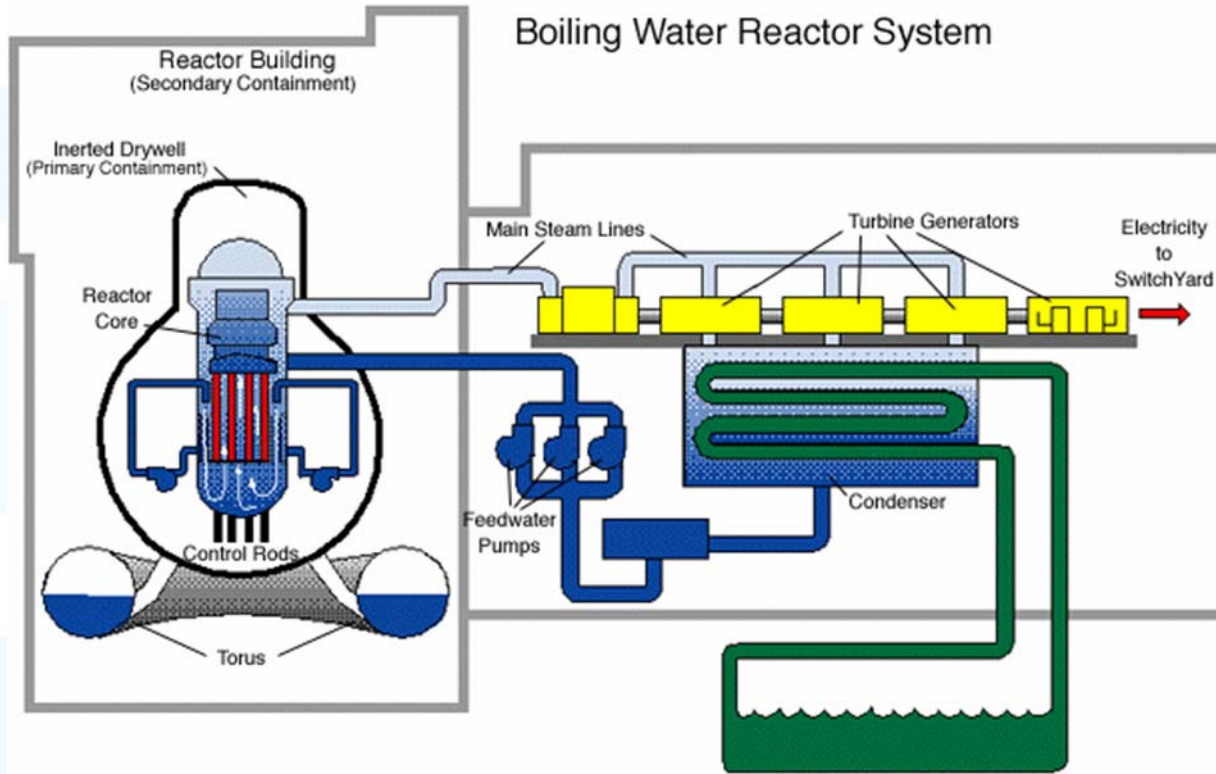 Boiling Water Reactor System
Reactor Building
(Secondary Containment)
Inerted Drywell
(Primary Containment)
Main Steam Lines
Turbine Generators
Electricity
to
SwitchYard
Reactor
Core
Condenser
Feedwater
Pumps
Control Rods
Torus